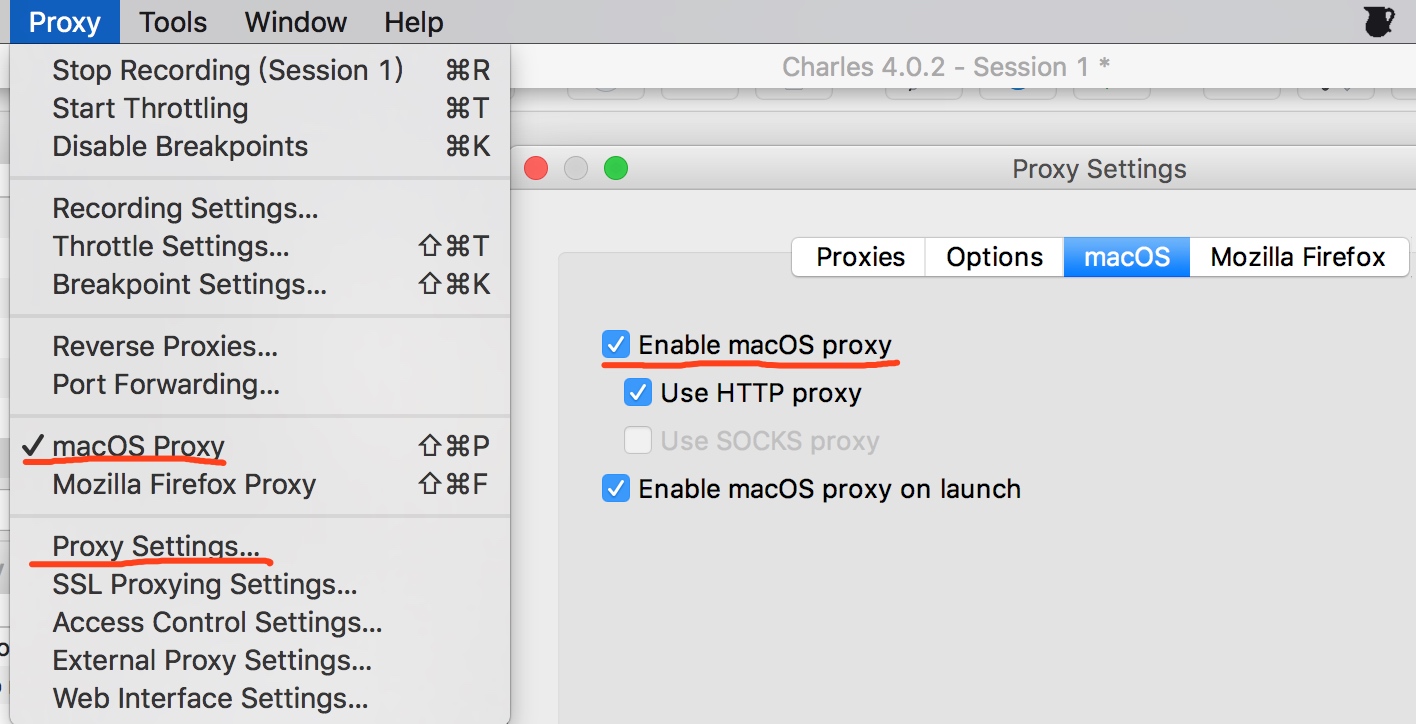 Proxy Tools Window Help
Charles 4.0.2 - Session 1 *
Stop Recording (Session 1) ⌘R
Start Throttling ⌘T
Disable Breakpoints ⌘K
Recording Settings...
Throttle Settings... ⇧⌘T
Breakpoint Settings... ⇧⌘K
Reverse Proxies...
Port Forwarding...
✓ macOS Proxy ⇧⌘P
Mozilla Firefox Proxy ⇧⌘F
Proxy Settings...
SSL Proxying Settings...
Access Control Settings...
External Proxy Settings...
Web Interface Settings...
Proxy Settings
Proxies Options macOS Mozilla Firefox
Enable macOS proxy
Use HTTP proxy
Use SOCKS proxy
Enable macOS proxy on launch